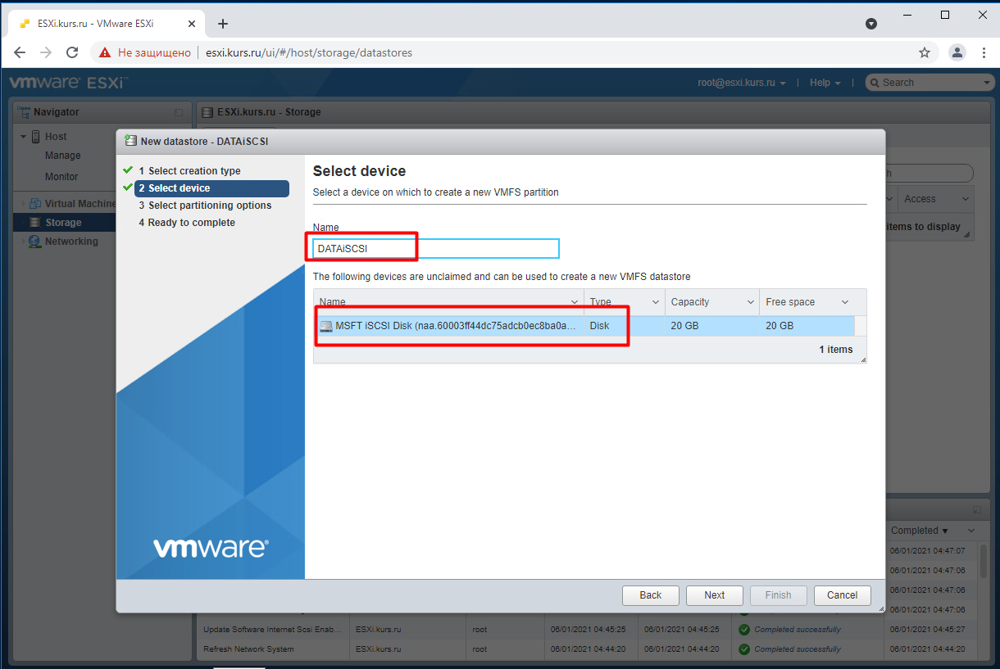 ESXi.kurs.ru - VMware ESXi
Не защищено esxi.kurs.ru/ui/#/host/storage/datastores
vmware ESXi™
root@esxi.kurs.ru Help Search
Navigator
ESXi.kurs.ru - Storage
Host
Manage
Monitor
Virtual Machine
Storage
Networking
New datastore - DATAiSCSI
1 Select creation type
2 Select device
3 Select partitioning options
4 Ready to complete
vmware®
Select device
Select a device on which to create a new VMFS partition
Name
DATAiSCSI
The following devices are unclaimed and can be used to create a new VMFS datastore
Name Type Capacity Free space
MSFT iSCSI Disk (naa.60003ff44dc75adcb0ec8ba0a... Disk 20 GB 20 GB
1 items
Back Next Finish Cancel
Access
items to display
Completed ▼
06/01/2021 04:47:07
06/01/2021 04:47:06
06/01/2021 04:47:06
06/01/2021 04:47:06
Update Software Internet Scsi Enab... ESXi.kurs.ru root 06/01/2021 04:45:25 06/01/2021 04:45:25 Completed successfully 06/01/2021 04:45:27
Refresh Network System ESXi.kurs.ru root 06/01/2021 04:44:20 06/01/2021 04:44:20 Completed successfully 06/01/2021 04:44:20